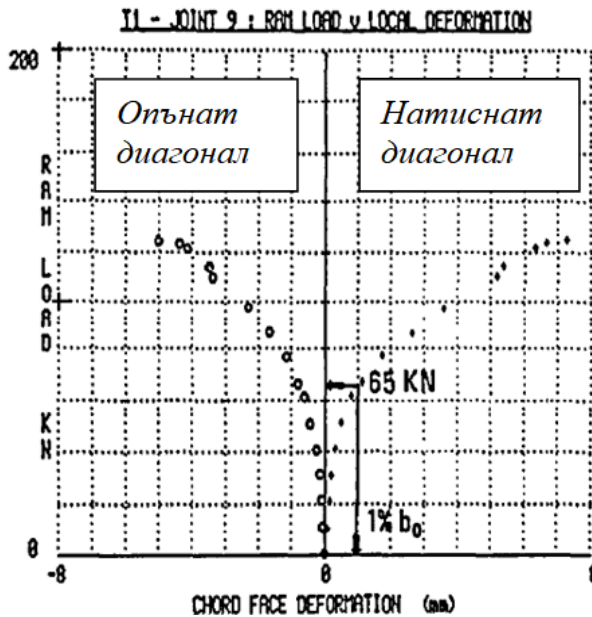 T1 - JOINT 9 : RAM LOAD v LOCAL DEFORMATION
200
Опънат
диагонал
Натиснат
диагонал
RAM LOAD KN
65 KN
1% b₀
0
-8
0
8
CHORD FACE DEFORMATION (mm)